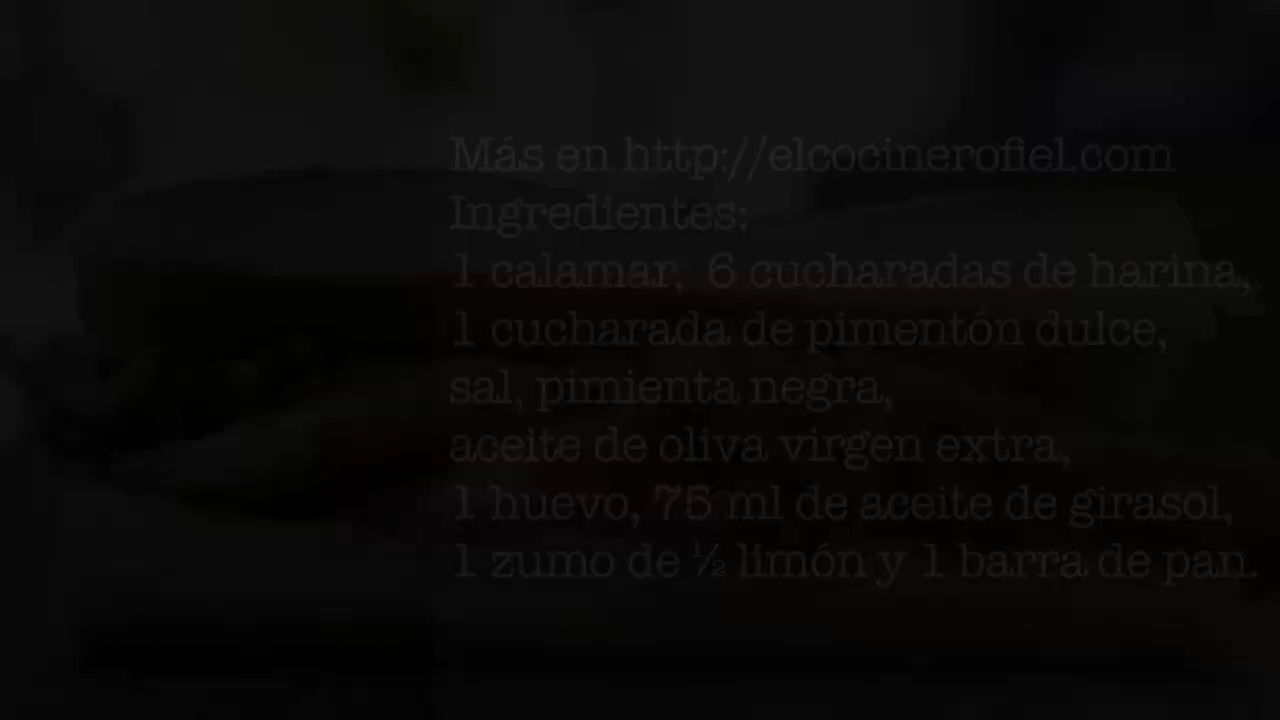 Más en http://elcocinerofiel.com
Ingredientes:
1 calamar, 6 cucharadas de harina,
1 cucharada de pimentón dulce,
sal, pimienta negra,
aceite de oliva virgen extra,
1 huevo, 75 ml de aceite de girasol,
1 zumo de ½ limón y 1 barra de pan.